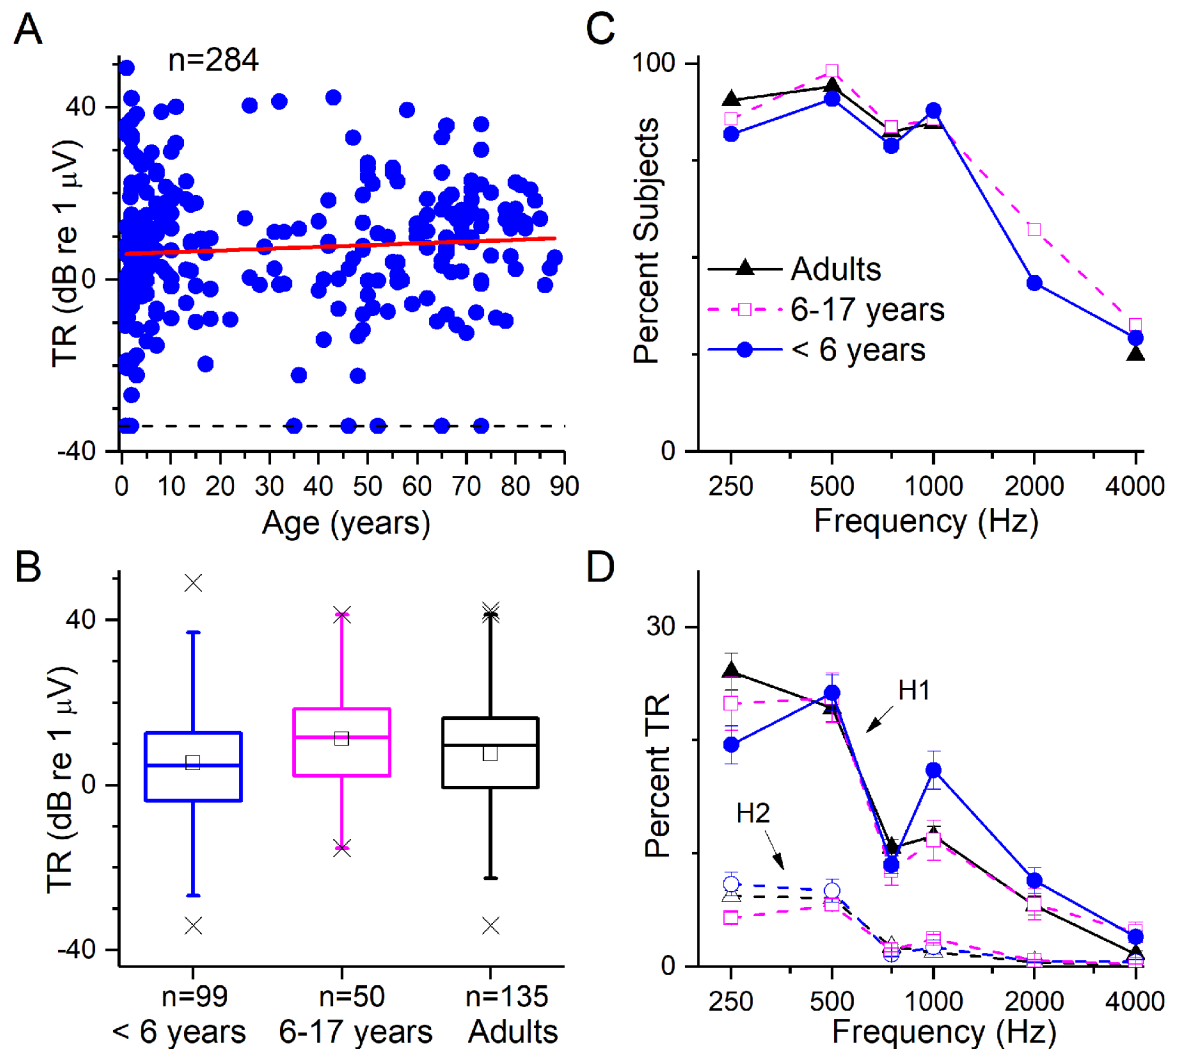 A
n=284
TR (dB re 1 μV)
40
0
-40
0 10 20 30 40 50 60 70 80 90
Age (years)
B
TR (dB re 1 μV)
40
0
-40
n=99 n=50 n=135
< 6 years 6-17 years Adults
C
Percent Subjects
100
0
Adults
6-17 years
< 6 years
250 500 1000 2000 4000
Frequency (Hz)
D
Percent TR
30
0
H1
H2
250 500 1000 2000 4000
Frequency (Hz)